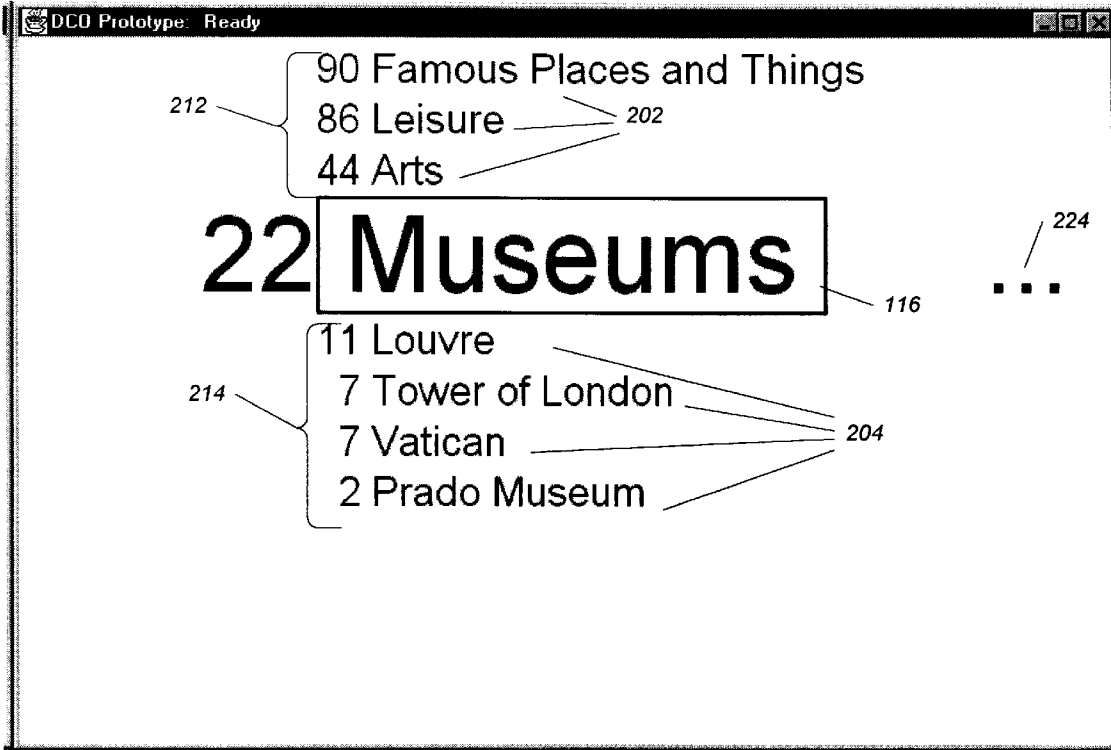 DCO Prototype: Ready
90 Famous Places and Things
212
86 Leisure
202
44 Arts
22 Museums
...
224
116
11 Louvre
7 Tower of London
214
7 Vatican
204
2 Prado Museum